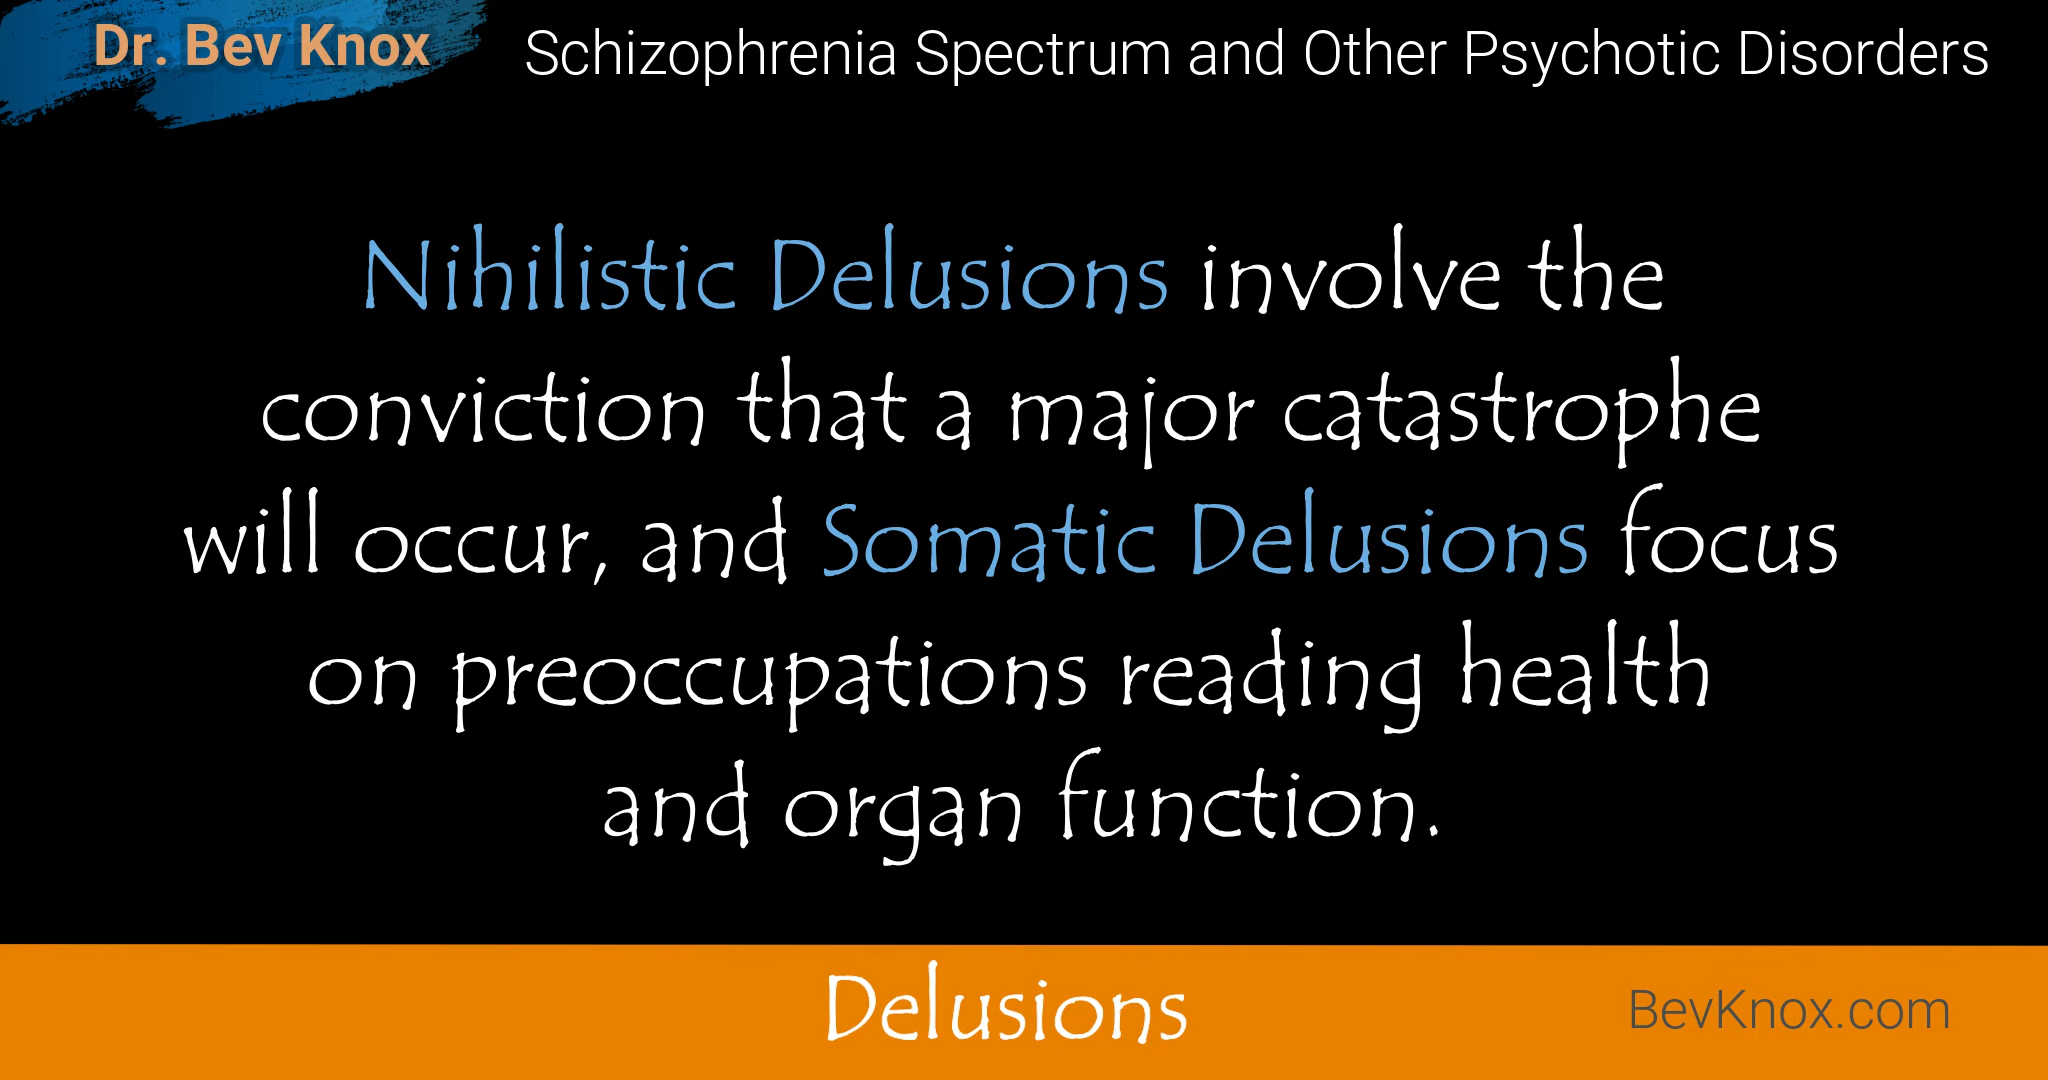 Dr. Bev Knox
Schizophrenia Spectrum and Other Psychotic Disorders
Nihilistic Delusions involve the
conviction that a major catastrophe
will occur, and Somatic Delusions focus
on preoccupations reading health
and organ function.
Delusions
BevKnox.com